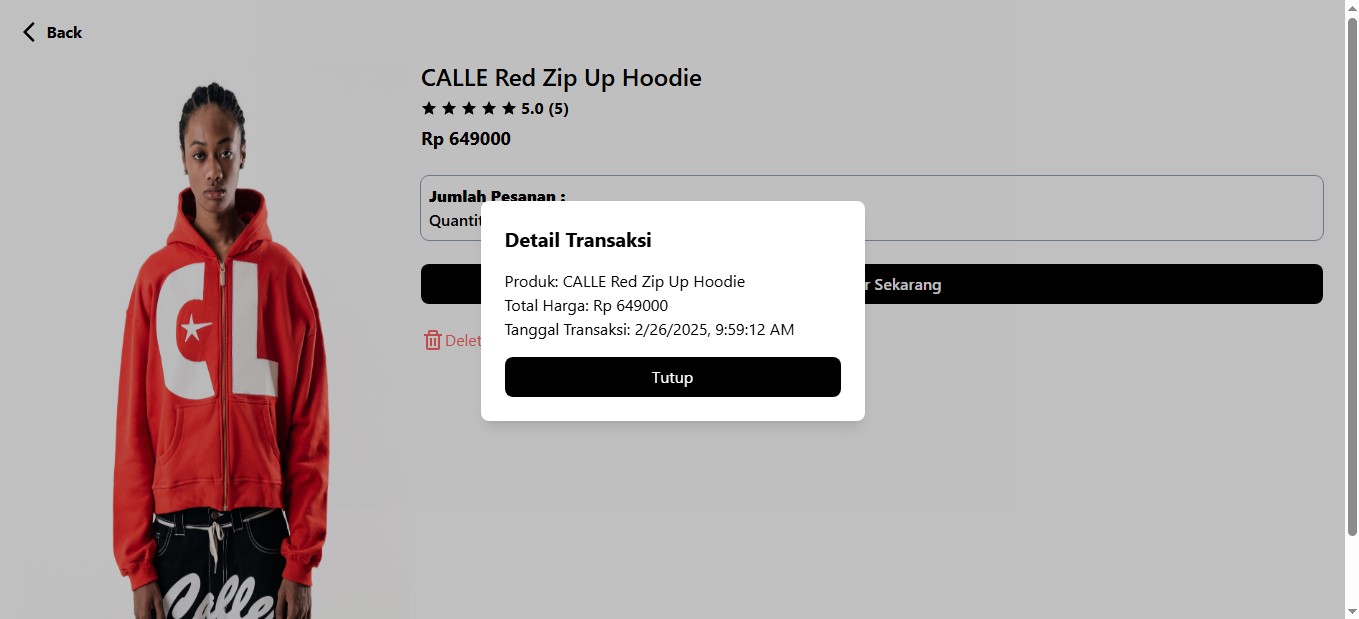 Back
CALLE Red Zip Up Hoodie
5.0 (5)
Rp 649000
Jumlah Pesanan :
Detail Transaksi
Produk: CALLE Red Zip Up Hoodie
Total Harga: Rp 649000
Tanggal Transaksi: 2/26/2025, 9:59:12 AM
Tutup
Sekarang
CL
Calle